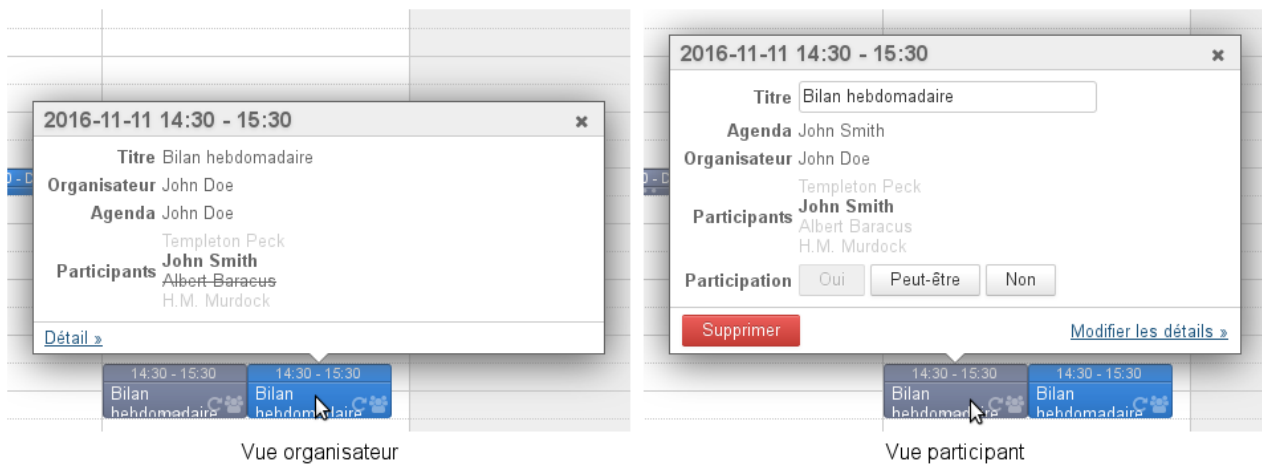 2016-11-11 14:30 - 15:30
Titre Bilan hebdomadaire
Organisateur John Doe
Agenda John Doe
Participants
Templeton Peck
John Smith
Albert Baracus
H.M. Murdock
Détail »
14:30 - 15:30
Bilan
hebdomadaire
14:30 - 15:30
Bilan
hebdomadaire
Vue organisateur
2016-11-11 14:30 - 15:30
Titre Bilan hebdomadaire
Agenda John Smith
Organisateur John Doe
Participants
Templeton Peck
John Smith
Albert Baracus
H.M. Murdock
Participation Oui Peut-être Non
Supprimer Modifier les détails »
14:30 - 15:30
Bilan
hebdomadaire
14:30 - 15:30
Bilan
hebdomadaire
Vue participant